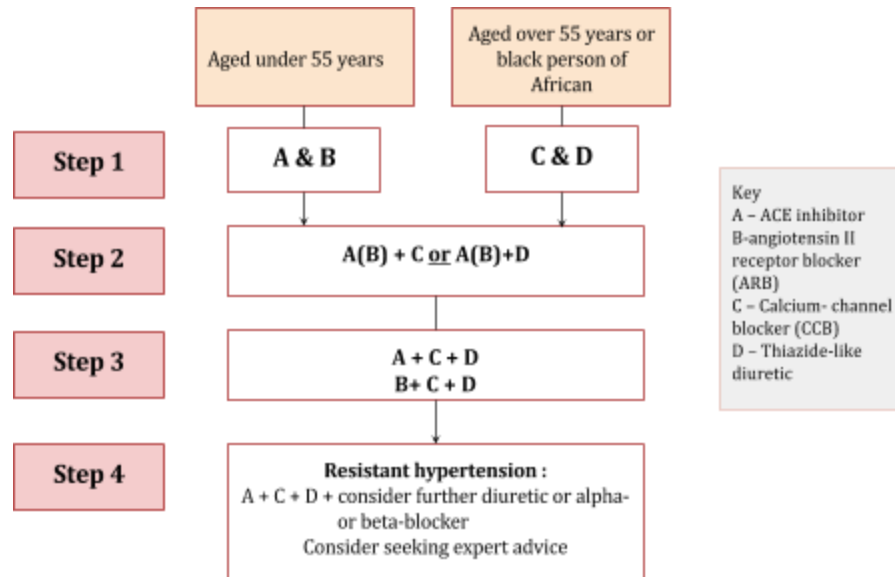 Aged under 55 years
Aged over 55 years or
black person of
African
Step 1
A & B
C & D
Step 2
A(B) + C or A(B)+D
Step 3
A + C + D
B+ C + D
Step 4
Resistant hypertension :
A + C + D + consider further diuretic or alpha-
or beta-blocker
Consider seeking expert advice
Key
A – ACE inhibitor
B-angiotensin II
receptor blocker
(ARB)
C – Calcium- channel
blocker (CCB)
D – Thiazide-like
diuretic